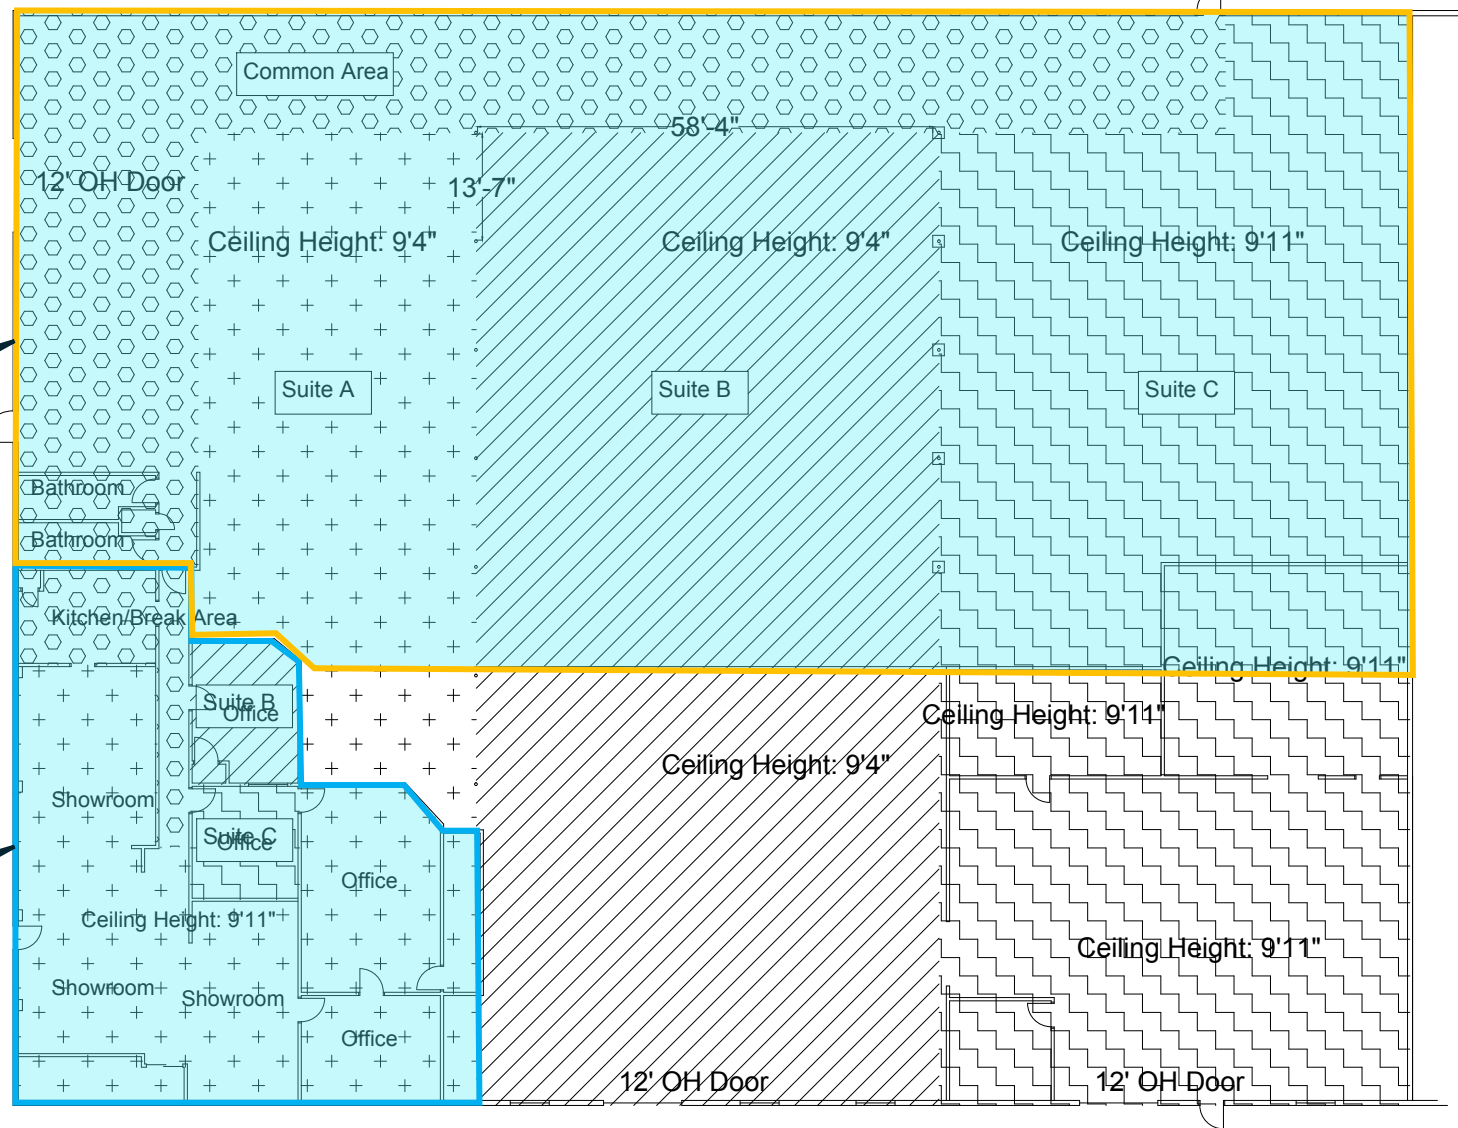 Common Area
58'-4"
12' OH Door
13'-7"
Ceiling Height: 9'4"
Ceiling Height: 9'4"
Ceiling Height: 9'11"
Suite A
Suite B
Suite C
Bathroom
Bathroom
Kitchen/Break Area
Ceiling Height: 9'11"
Suite B
Office
Ceiling Height: 9'11"
Ceiling Height: 9'4"
Showroom
Suite C
Office
Office
Ceiling Height: 9'11"
Ceiling Height: 9'11"
Showroom
Showroom
Office
12' OH Door
12' OH Door